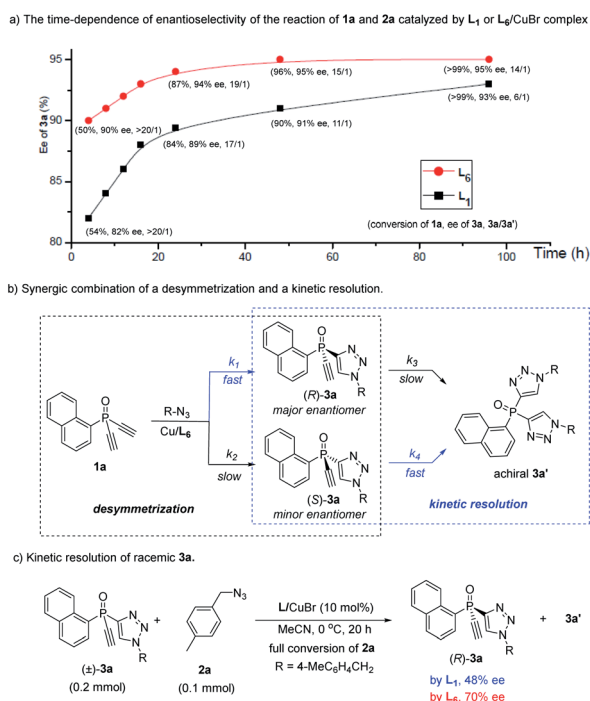 a) The time-dependence of enantioselectivity of the reaction of 1a and 2a catalyzed by L₁ or L₆/CuBr complex
95
90
85
80
Ee of 3a (%)
(50%, 90% ee, >20/1)
(87%, 94% ee, 19/1)
(96%, 95% ee, 15/1)
(>99%, 95% ee, 14/1)
(54%, 82% ee, >20/1)
(84%, 89% ee, 17/1)
(90%, 91% ee, 11/1)
(>99%, 93% ee, 6/1)
L₆
L₁
(conversion of 1a, ee of 3a, 3a/3a')
0 20 40 60 80 100 Time (h)
b) Synergic combination of a desymmetrization and a kinetic resolution.
O
P
1a
R-N₃
Cu/L₆
k₁
fast
k₂
slow
desymmetrization
O
P
N
N
N
R
(R)-3a
major enantiomer
O
P
N
N
N
R
(S)-3a
minor enantiomer
k₃
slow
k₄
fast
N
N
N
R
O
P
N
N=N
R
achiral 3a'
kinetic resolution
c) Kinetic resolution of racemic 3a.
O
P
N
N
N
R
(±)-3a
(0.2 mmol)
+
N₃
2a
(0.1 mmol)
L/CuBr (10 mol%)
MeCN, 0 °C, 20 h
full conversion of 2a
R = 4-MeC₆H₄CH₂
O
P
N
N
N
R
(R)-3a
by L₁, 48% ee
by L₆, 70% ee
+ 3a'